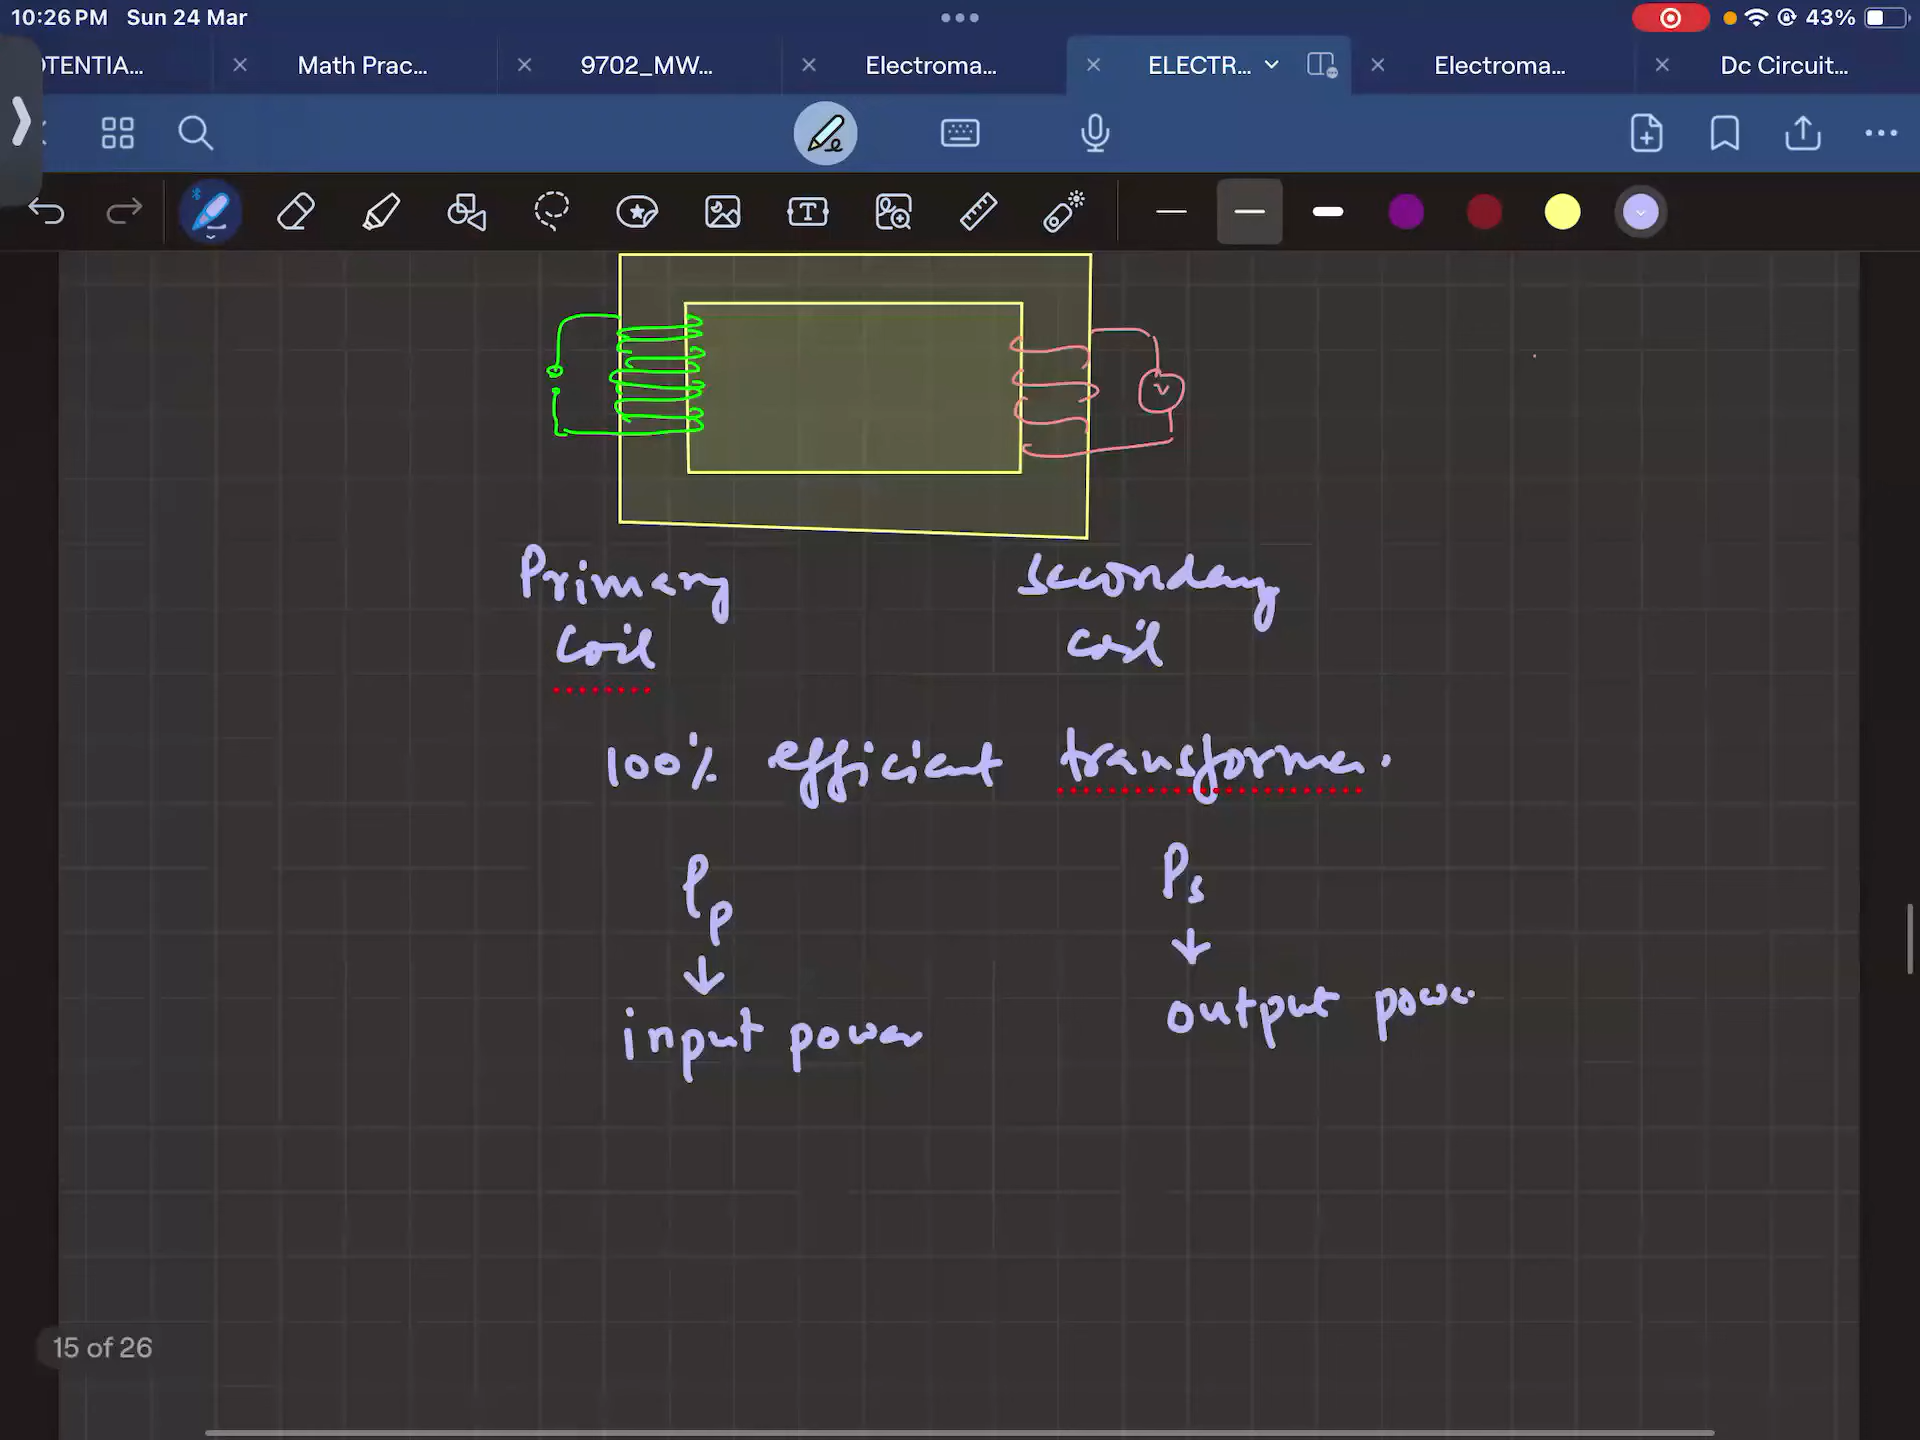 10:26 PM Sun 24 Mar 43%
OTENTIA... Math Prac... 9702_MW... Electroma... ELECTR... Electroma... Dc Circuit...
V
Primary Secondary
Coil Coil
100% efficient transformer.
Pp Ps
input power output power
15 of 26